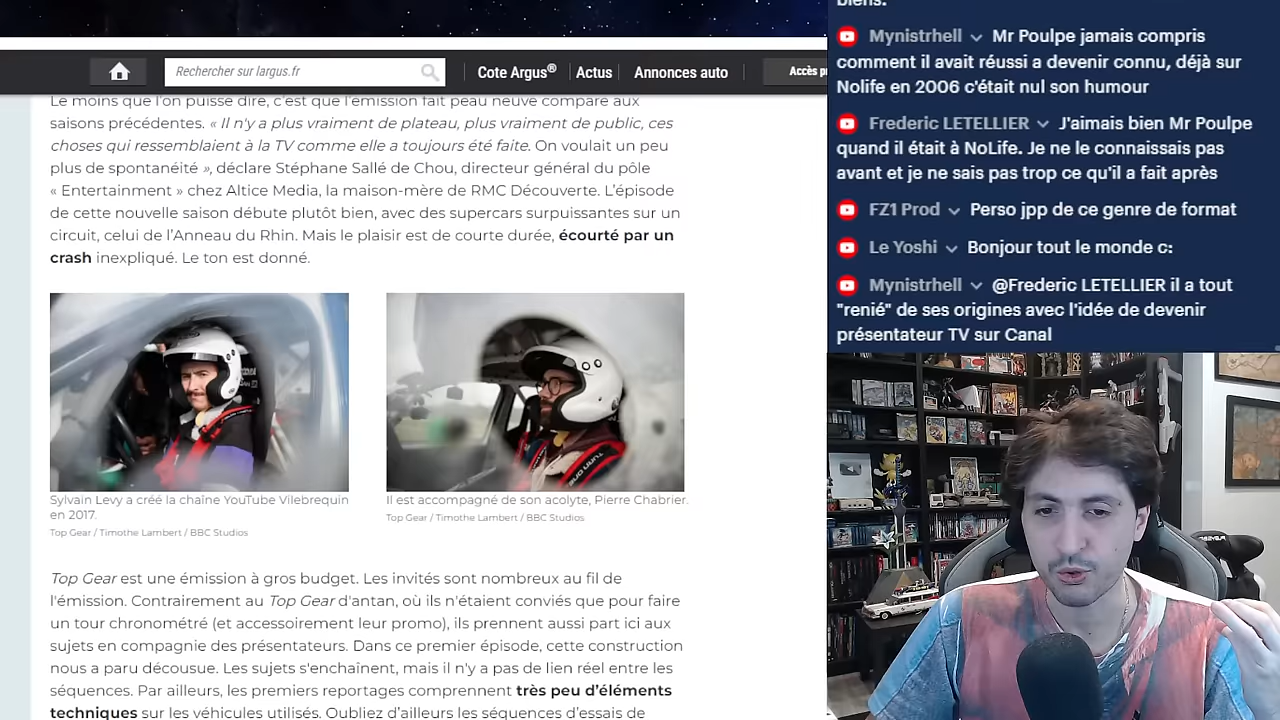 Rechercher sur largus.fr
Cote Argus®
Actus
Annonces auto
Accès pr
Le moins que l'on puisse dire, c'est que l'émission fait peau neuve comparé aux
saisons précédentes. « Il n'y a plus vraiment de plateau, plus vraiment de public, ces
choses qui ressemblaient à la TV comme elle a toujours été faite. On voulait un peu
plus de spontanéité », déclare Stéphane Sallé de Chou, directeur général du pôle
« Entertainment » chez Altice Media, la maison-mère de RMC Découverte. L'épisode
de cette nouvelle saison débute plutôt bien, avec des supercars surpuissantes sur un
circuit, celui de l'Anneau du Rhin. Mais le plaisir est de courte durée, écourté par un
crash inexpliqué. Le ton est donné.
Sylvain Levy a créé la chaîne YouTube Vilebrequin
en 2017.
Top Gear / Timothe Lambert / BBC Studios
Il est accompagné de son acolyte, Pierre Chabrier.
Top Gear / Timothe Lambert / BBC Studios
Top Gear est une émission à gros budget. Les invités sont nombreux au fil de
l'émission. Contrairement au Top Gear d'antan, où ils n'étaient conviés que pour faire
un tour chronométré (et accessoirement leur promo), ils prennent aussi part ici aux
sujets en compagnie des présentateurs. Dans ce premier épisode, cette construction
nous a paru décousue. Les sujets s'enchaînent, mais il n'y a pas de lien réel entre les
séquences. Par ailleurs, les premiers reportages comprennent très peu d'éléments
techniques sur les véhicules utilisés. Oubliez d'ailleurs les séquences d'essais de
biens.
Mynistrhell Mr Poulpe jamais compris
comment il avait réussi a devenir connu, déjà sur
Nolife en 2006 c'était nul son humour
Frederic LETELLIER J'aimais bien Mr Poulpe
quand il était à NoLife. Je ne le connaissais pas
avant et je ne sais pas trop ce qu'il a fait après
FZ1 Prod Perso jpp de ce genre de format
Le Yoshi Bonjour tout le monde c:
Mynistrhell @Frederic LETELLIER il a tout
"renié" de ses origines avec l'idée de devenir
présentateur TV sur Canal